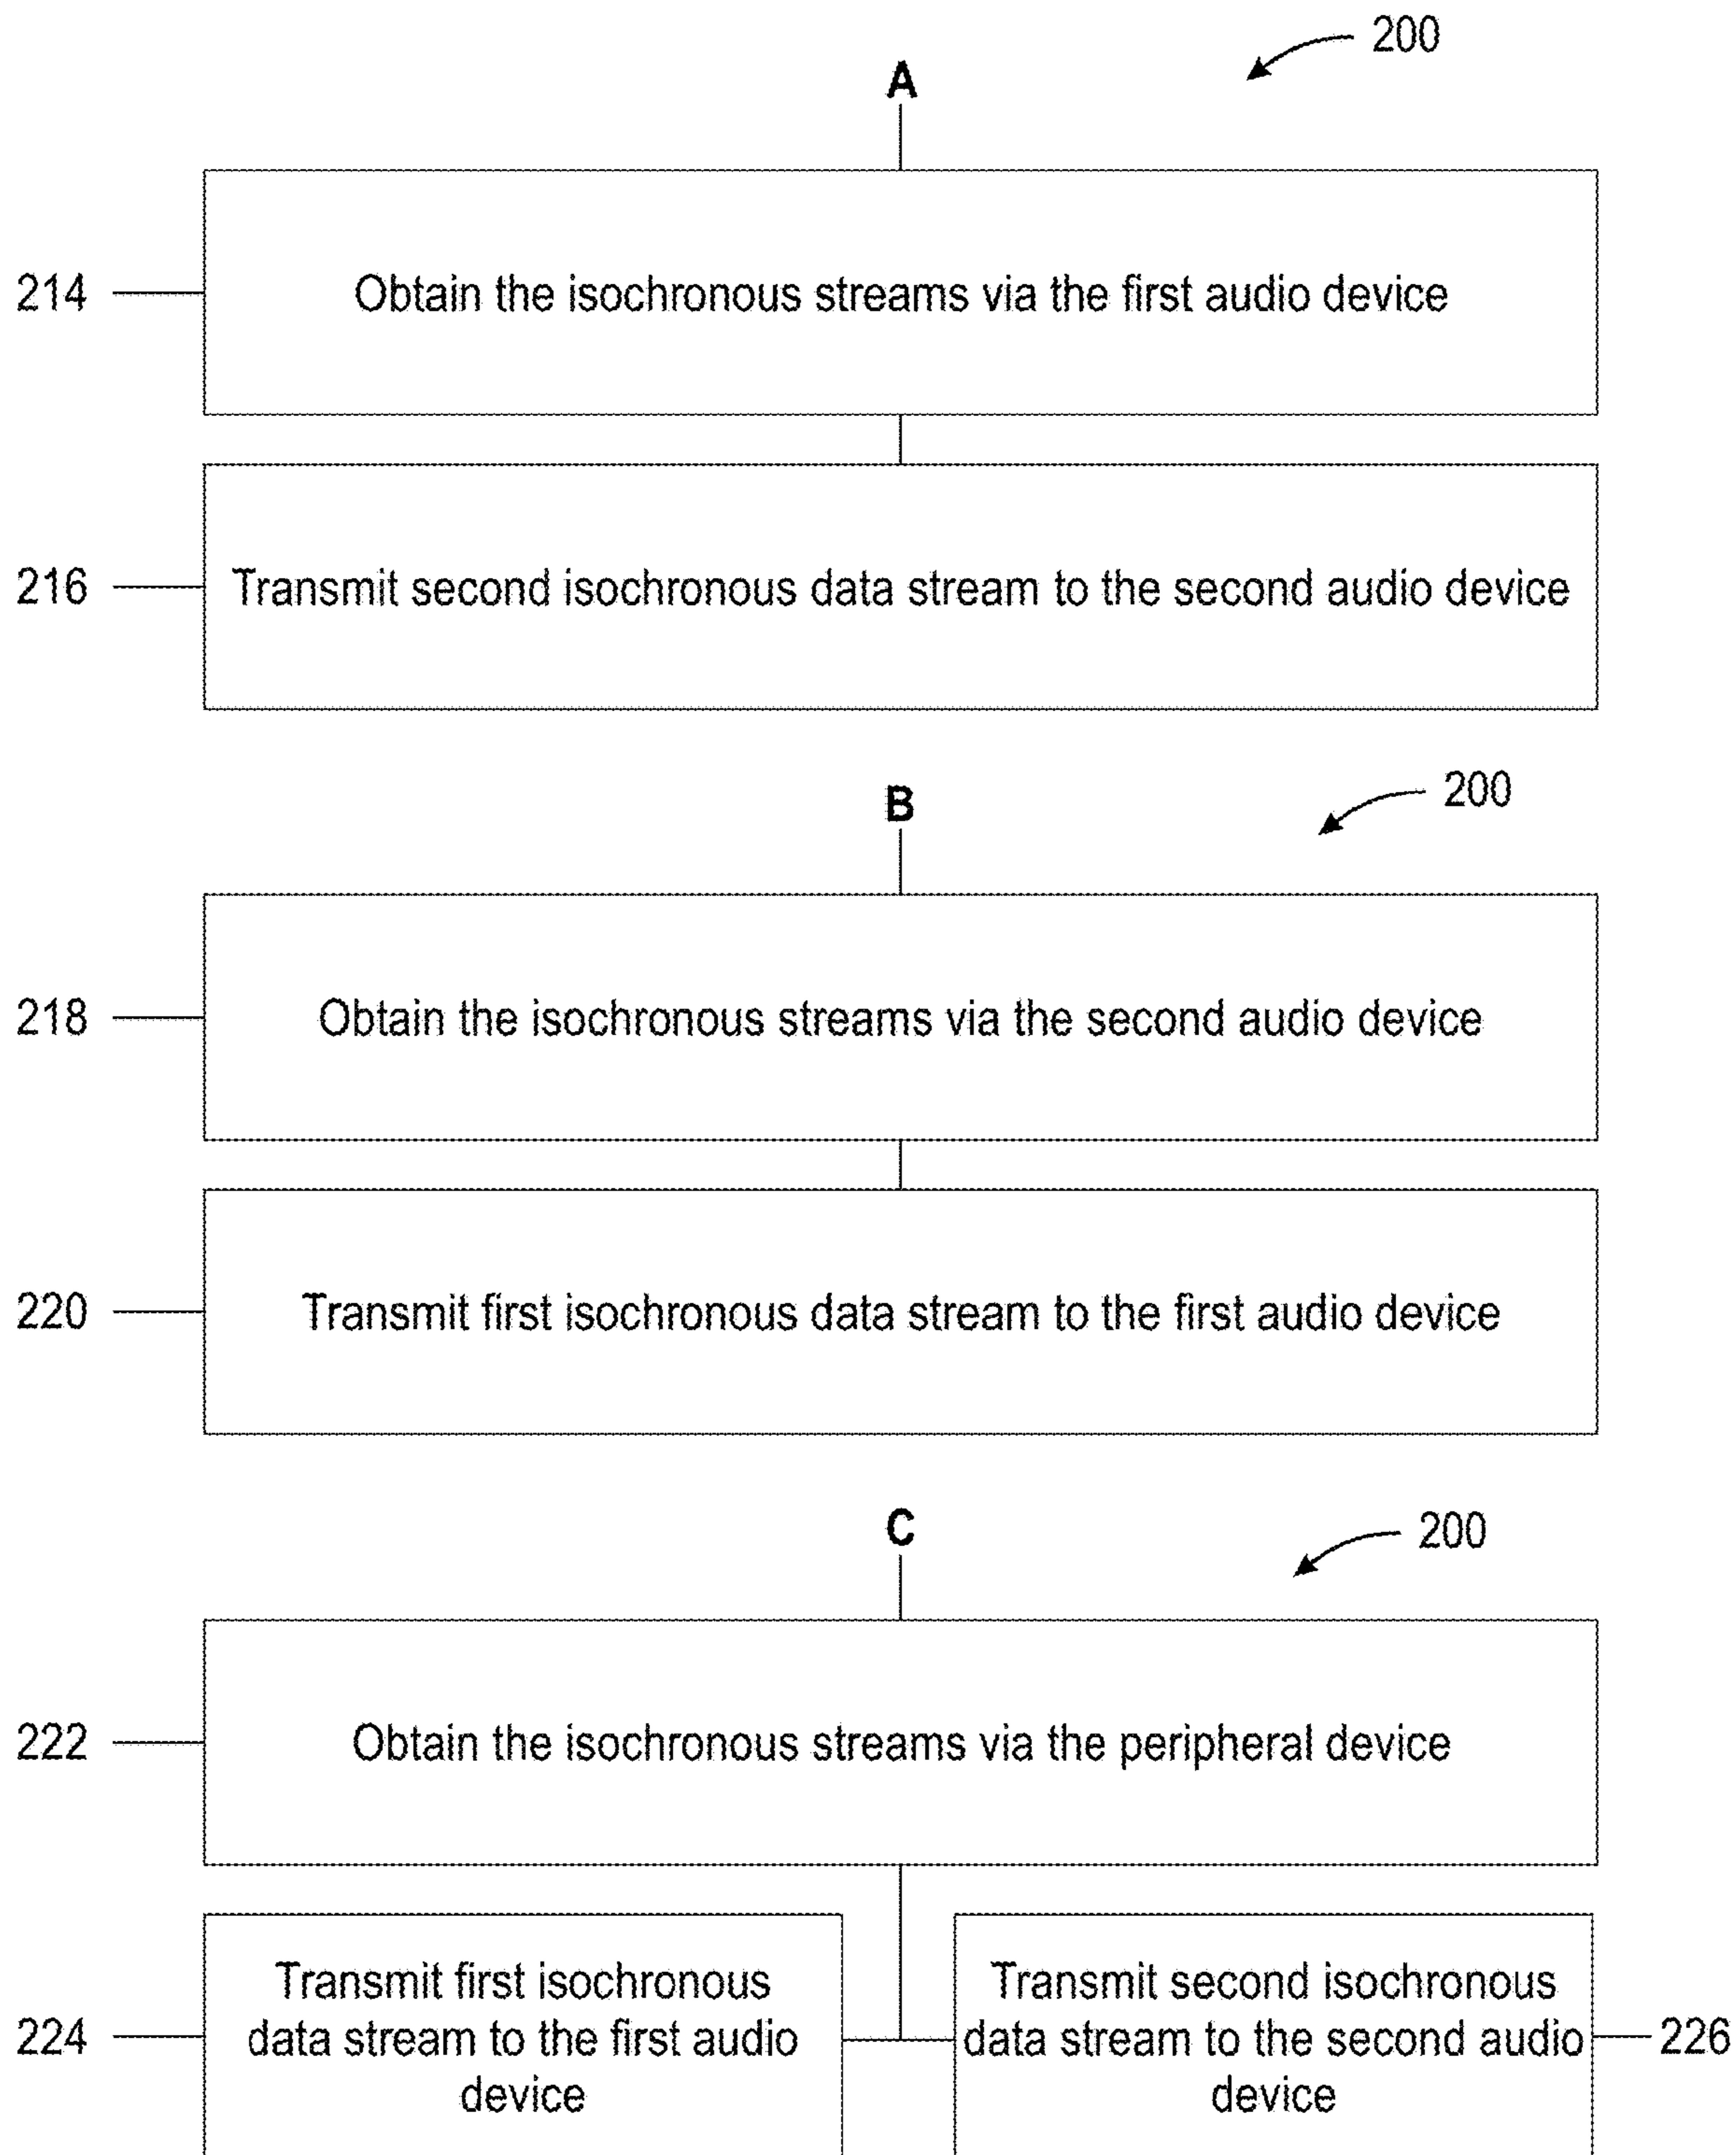 200
A
214
Obtain the isochronous streams via the first audio device
216
Transmit second isochronous data stream to the second audio device
200
B
218
Obtain the isochronous streams via the second audio device
220
Transmit first isochronous data stream to the first audio device
200
C
222
Obtain the isochronous streams via the peripheral device
224
Transmit first isochronous
data stream to the first audio
device
Transmit second isochronous
data stream to the second audio
device
226